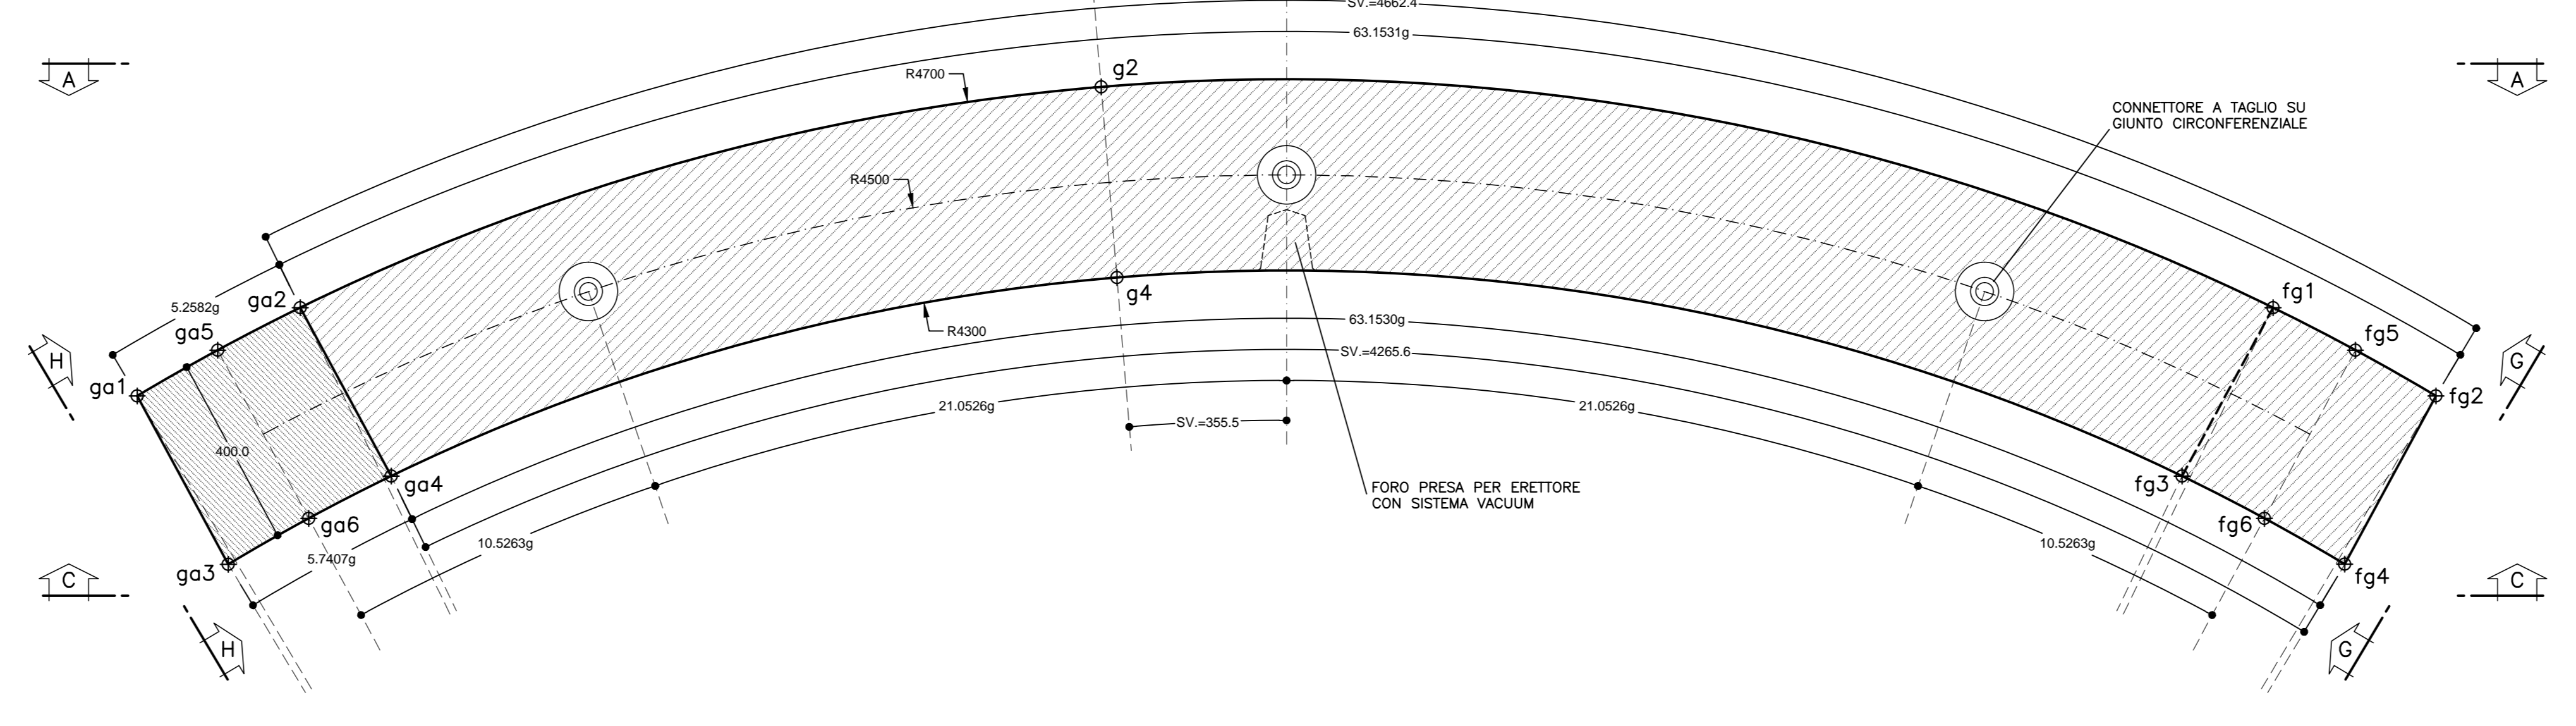 SV.=4662.4
63.1531g
A
A
R4700
g2
CONNETTORE A TAGLIO SU
GIUNTO CIRCONFERENZIALE
R4500
g4
ga2
5.2582g
ga5
H
ga1
400.0
R4300
63.1530g
SV.=4265.6
21.0526g
SV.=355.5
21.0526g
fg1
fg5
G
fg2
ga4
fg3
FORO PRESA PER ERETTORE
CON SISTEMA VACUUM
ga6
fg6
10.5263g
10.5263g
5.7407g
ga3
fg4
C
C
H
G